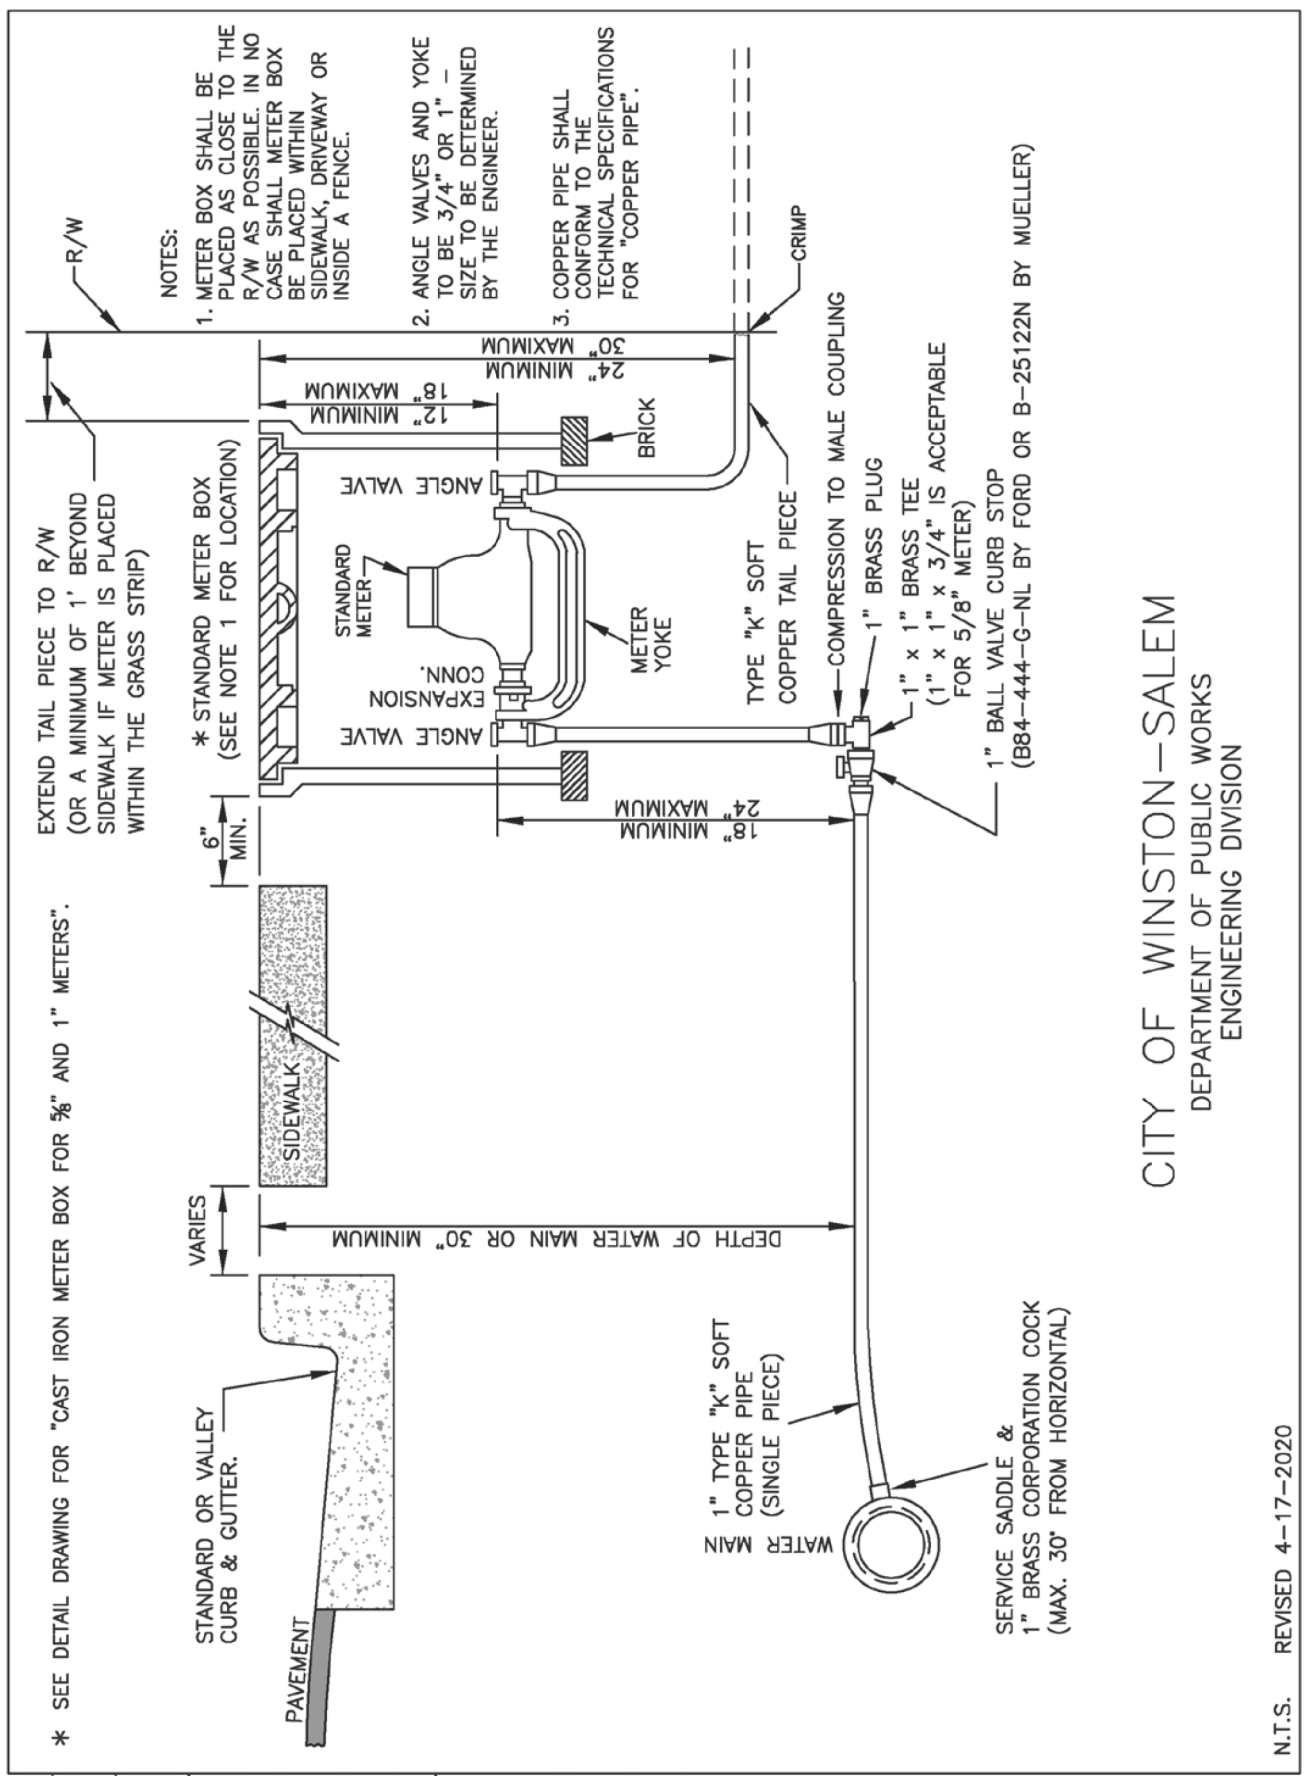 * SEE DETAIL DRAWING FOR "CAST IRON METER BOX FOR ⅝" AND 1" METERS".
EXTEND TAIL PIECE TO R/W
(OR A MINIMUM OF 1' BEYOND
SIDEWALK IF METER IS PLACED
WITHIN THE GRASS STRIP)
R/W
NOTES:
1. METER BOX SHALL BE
PLACED AS CLOSE TO THE
R/W AS POSSIBLE. IN NO
CASE SHALL METER BOX
BE PLACED WITHIN
SIDEWALK, DRIVEWAY OR
INSIDE A FENCE.
2. ANGLE VALVES AND YOKE
TO BE 3/4" OR 1" –
SIZE TO BE DETERMINED
BY THE ENGINEER.
3. COPPER PIPE SHALL
CONFORM TO THE
TECHNICAL SPECIFICATIONS
FOR "COPPER PIPE".
STANDARD OR VALLEY
CURB & GUTTER.
PAVEMENT
VARIES
SIDEWALK
6"
MIN.
* STANDARD METER BOX
(SEE NOTE 1 FOR LOCATION)
12" MINIMUM
18" MAXIMUM
24" MINIMUM
30" MAXIMUM
STANDARD
METER
ANGLE VALVE
EXPANSION
CONN.
ANGLE VALVE
BRICK
METER
YOKE
18" MINIMUM
24" MAXIMUM
DEPTH OF WATER MAIN OR 30" MINIMUM
TYPE "K" SOFT
COPPER TAIL PIECE
CRIMP
COMPRESSION TO MALE COUPLING
1" BRASS PLUG
1" x 1" BRASS TEE
(1" x 1" x 3/4" IS ACCEPTABLE
FOR 5/8" METER)
1" BALL VALVE CURB STOP
(B84-444-G-NL BY FORD OR B-25122N BY MUELLER)
WATER MAIN
1" TYPE "K" SOFT
COPPER PIPE
(SINGLE PIECE)
SERVICE SADDLE &
1" BRASS CORPORATION COCK
(MAX. 30° FROM HORIZONTAL)
CITY OF WINSTON-SALEM
DEPARTMENT OF PUBLIC WORKS
ENGINEERING DIVISION
N.T.S. REVISED 4-17-2020